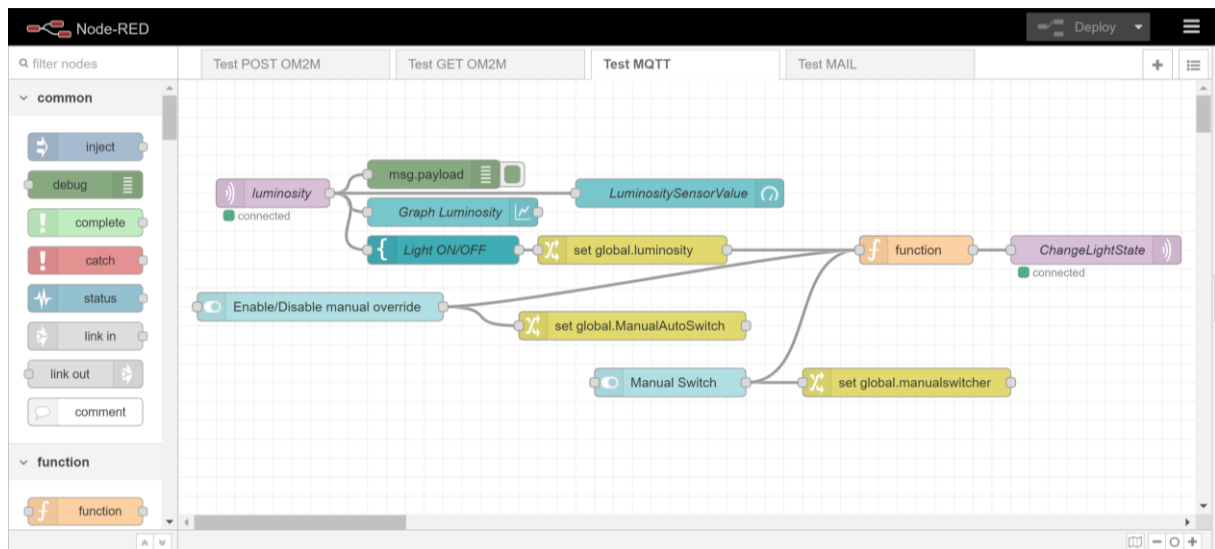 Node-RED
Deploy
filter nodes
Test POST OM2M
Test GET OM2M
Test MQTT
Test MAIL
common
inject
debug
complete
catch
status
link in
link out
comment
function
function
luminosity
connected
msg.payload
LuminositySensorValue
Graph Luminosity
Light ON/OFF
set global.luminosity
function
ChangeLightState
connected
Enable/Disable manual override
set global.ManualAutoSwitch
Manual Switch
set global.manualswitcher